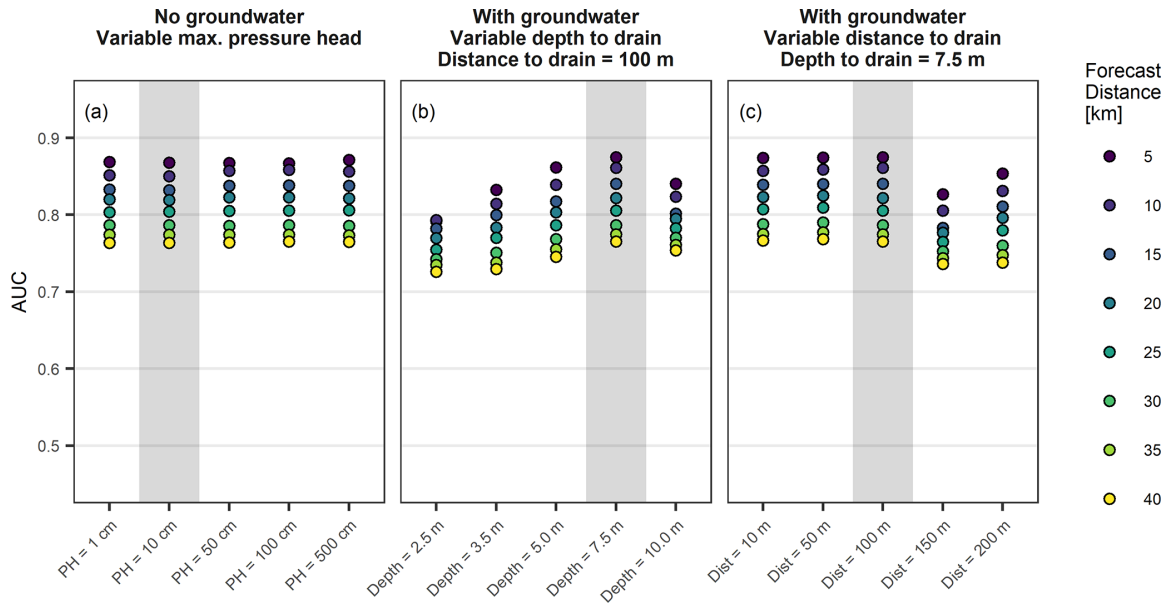 No groundwater
Variable max. pressure head
With groundwater
Variable depth to drain
Distance to drain = 100 m
With groundwater
Variable distance to drain
Depth to drain = 7.5 m
(a)
(b)
(c)
AUC
0.9
0.8
0.7
0.6
0.5
PH = 1 cm
PH = 10 cm
PH = 50 cm
PH = 100 cm
PH = 500 cm
Depth = 2.5 m
Depth = 3.5 m
Depth = 5.0 m
Depth = 7.5 m
Depth = 10.0 m
Dist = 10 m
Dist = 50 m
Dist = 100 m
Dist = 150 m
Dist = 200 m
Forecast
Distance
[km]
5
10
15
20
25
30
35
40